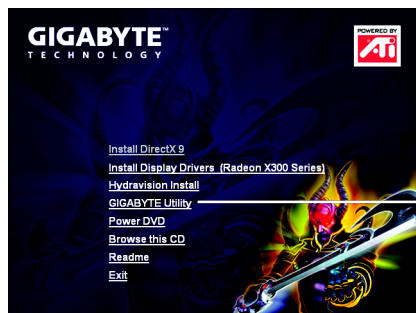 GIGABYTE™
TECHNOLOGY
POWERED BY
ATI
Install DirectX 9
Install Display Drivers (Radeon X300 Series)
Hydravision Install
GIGABYTE Utility
Power DVD
Browse this CD
Readme
Exit